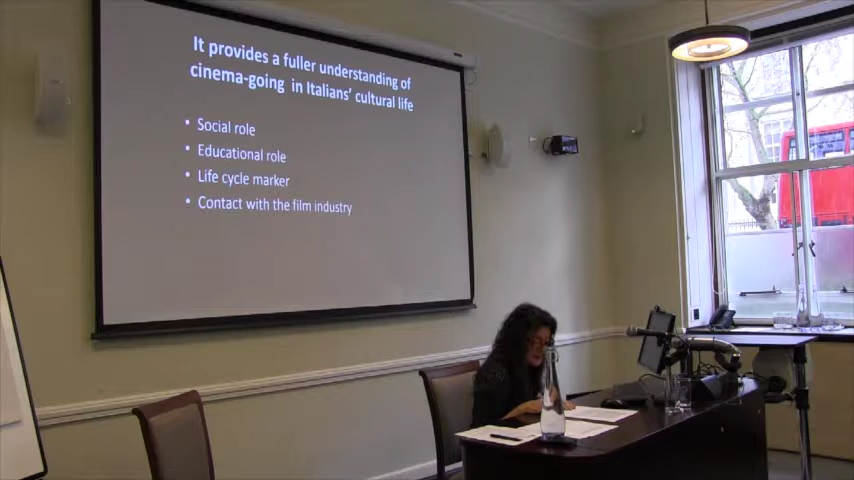 It provides a fuller understanding of
cinema-going in Italians' cultural life
• Social role
• Educational role
• Life cycle marker
• Contact with the film industry